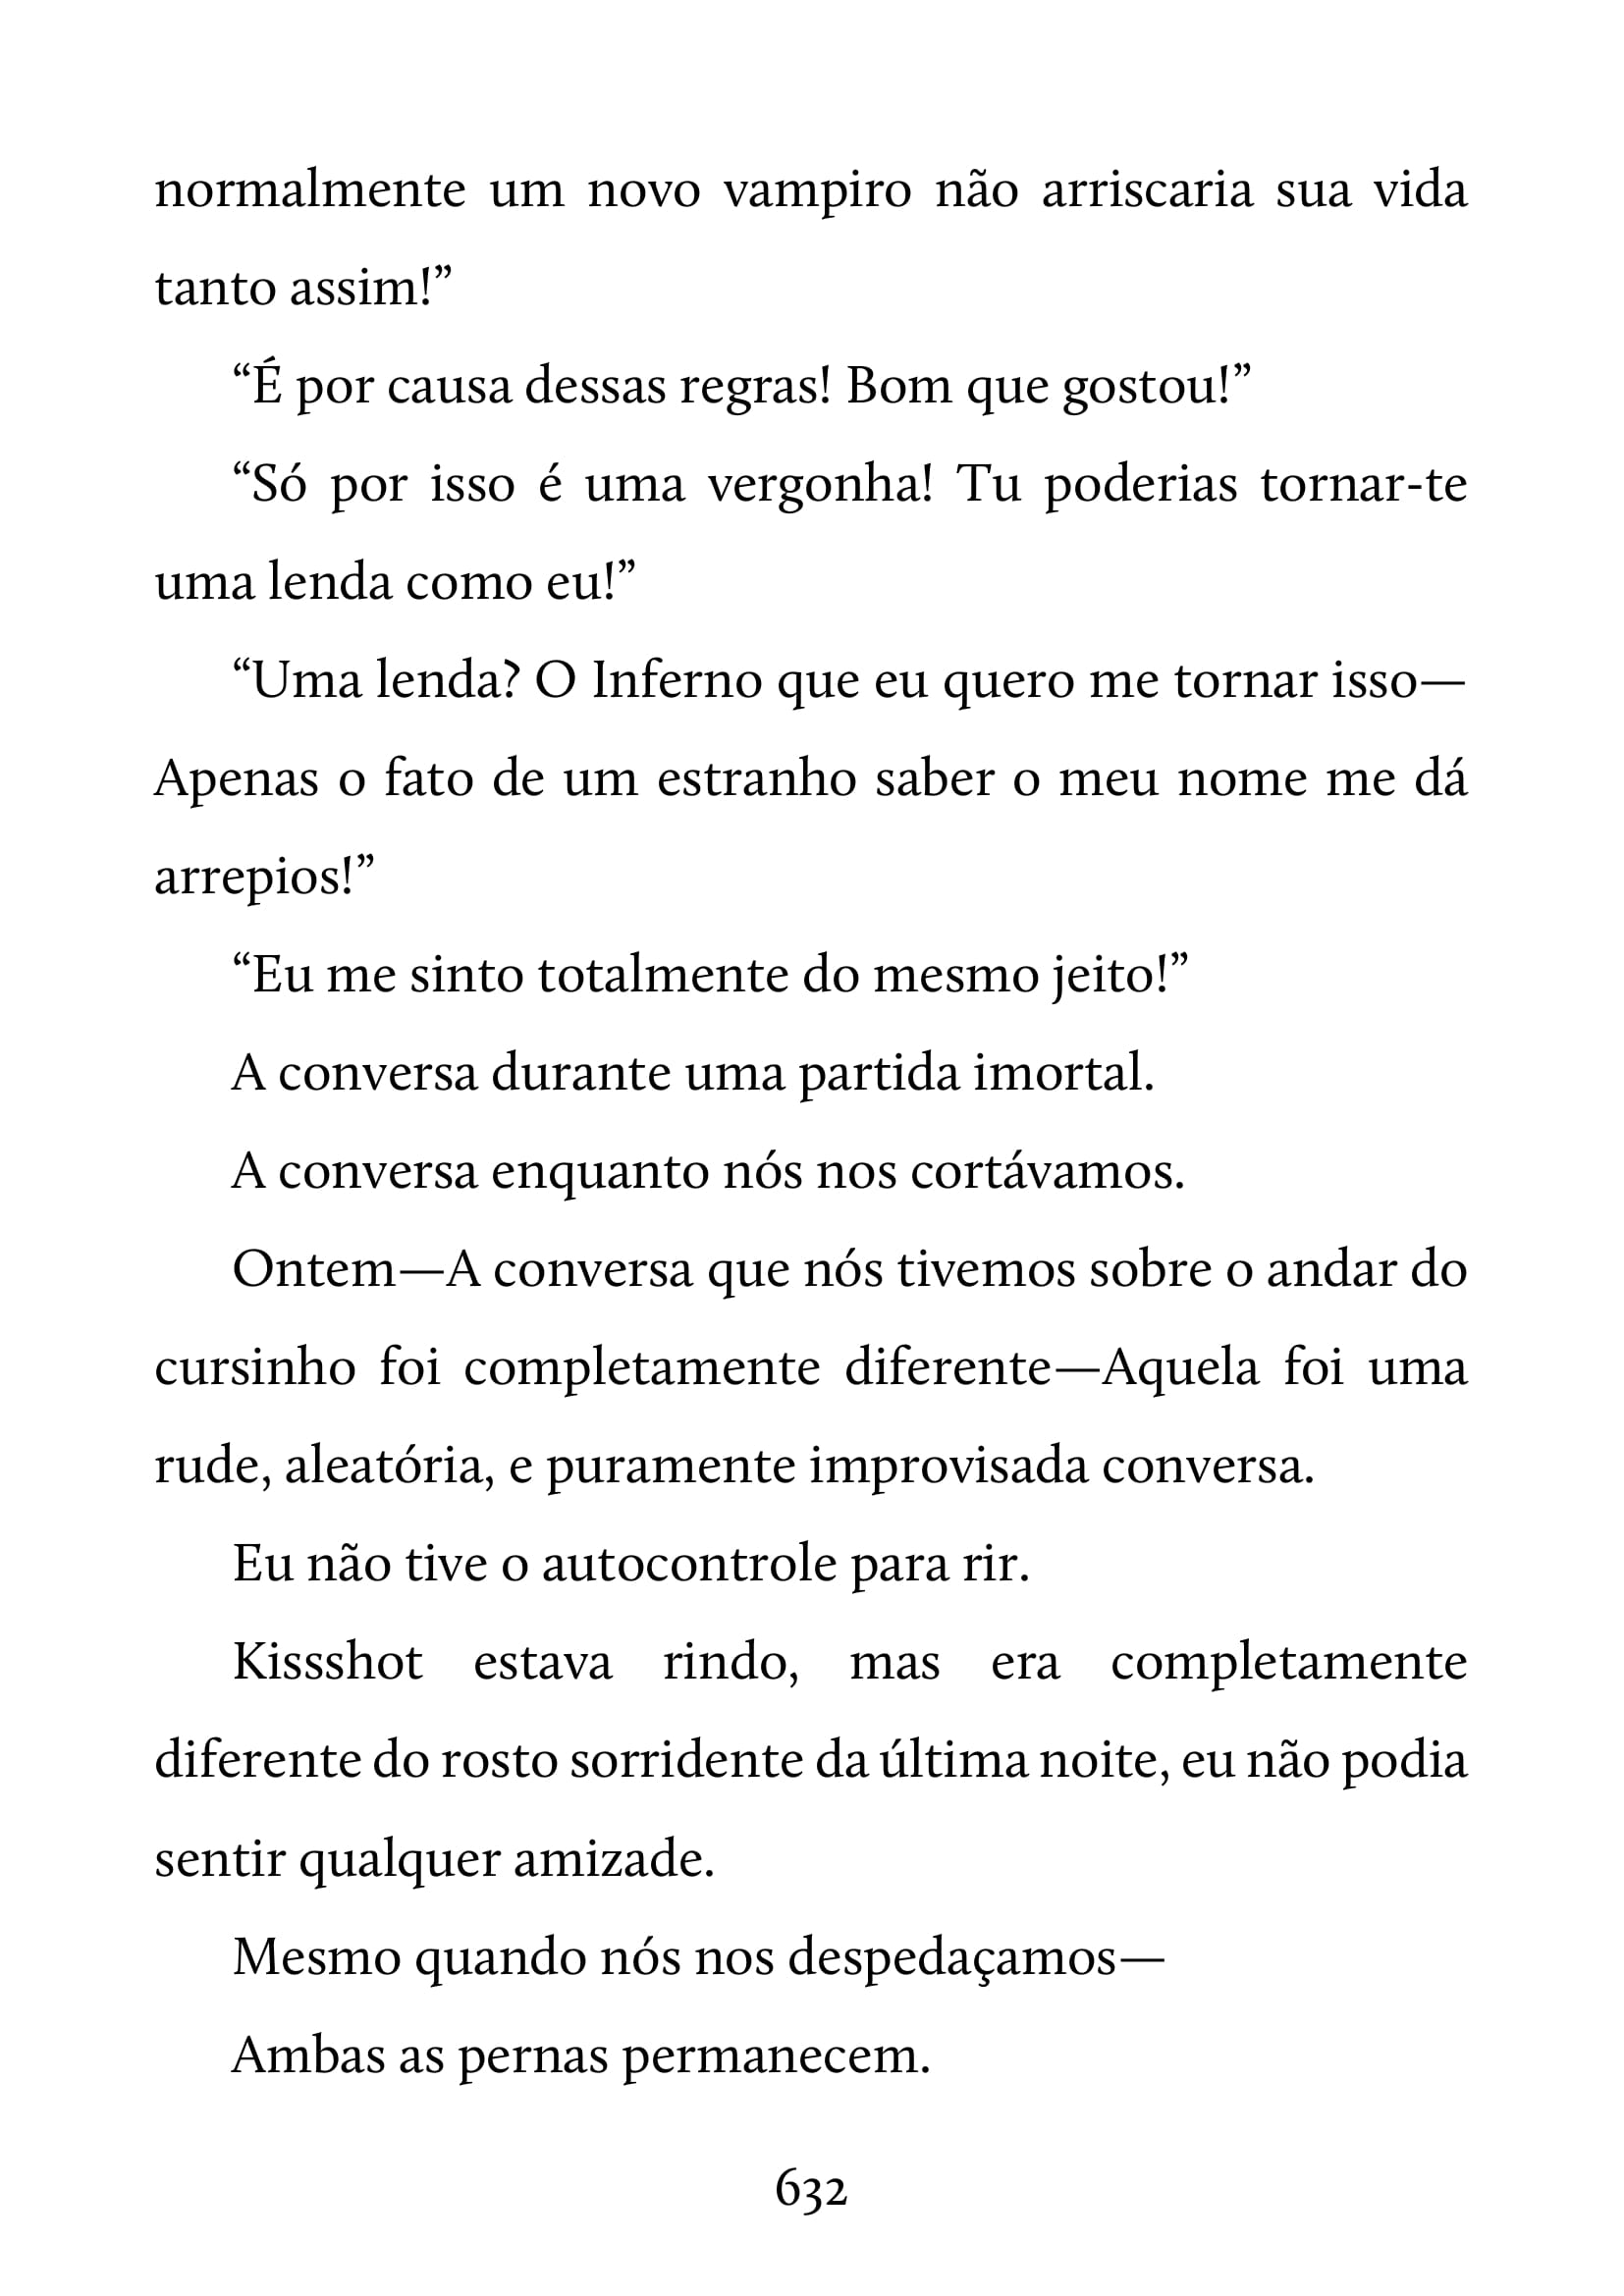 normalmente um novo vampiro não arriscaria sua vida
tanto assim!”
“É por causa dessas regras! Bom que gostou!”
“Só por isso é uma vergonha! Tu poderias tornar-te
uma lenda como eu!”
“Uma lenda? O Inferno que eu quero me tornar isso—
Apenas o fato de um estranho saber o meu nome me dá
arrepios!”
“Eu me sinto totalmente do mesmo jeito!”
A conversa durante uma partida imortal.
A conversa enquanto nós nos cortávamos.
Ontem—A conversa que nós tivemos sobre o andar do
cursinho foi completamente diferente—Aquela foi uma
rude, aleatória, e puramente improvisada conversa.
Eu não tive o autocontrole para rir.
Kissshot estava rindo, mas era completamente
diferente do rosto sorridente da última noite, eu não podia
sentir qualquer amizade.
Mesmo quando nós nos despedaçamos—
Ambas as pernas permanecem.
632